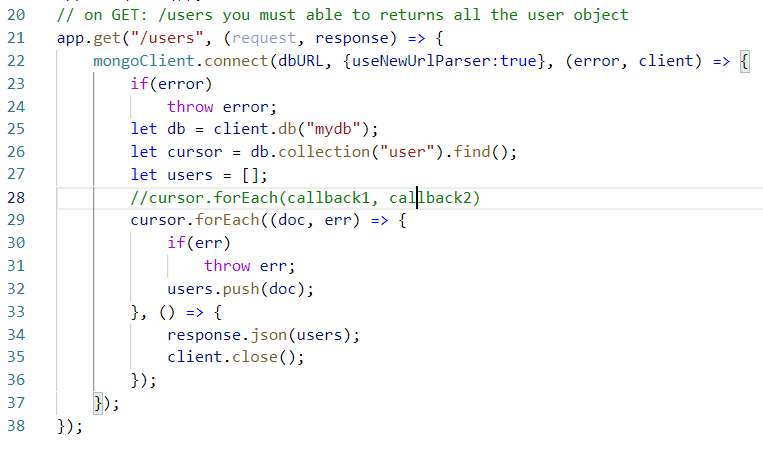 20 // on GET: /users you must able to returns all the user object
21 app.get("/users", (request, response) => {
22     mongoClient.connect(dbURL, {useNewUrlParser:true}, (error, client) => {
23         if(error)
24             throw error;
25         let db = client.db("mydb");
26         let cursor = db.collection("user").find();
27         let users = [];
28         //cursor.forEach(callback1, callback2)
29         cursor.forEach((doc, err) => {
30             if(err)
31                 throw err;
32             users.push(doc);
33         }, () => {
34             response.json(users);
35             client.close();
36         });
37     });
38 });